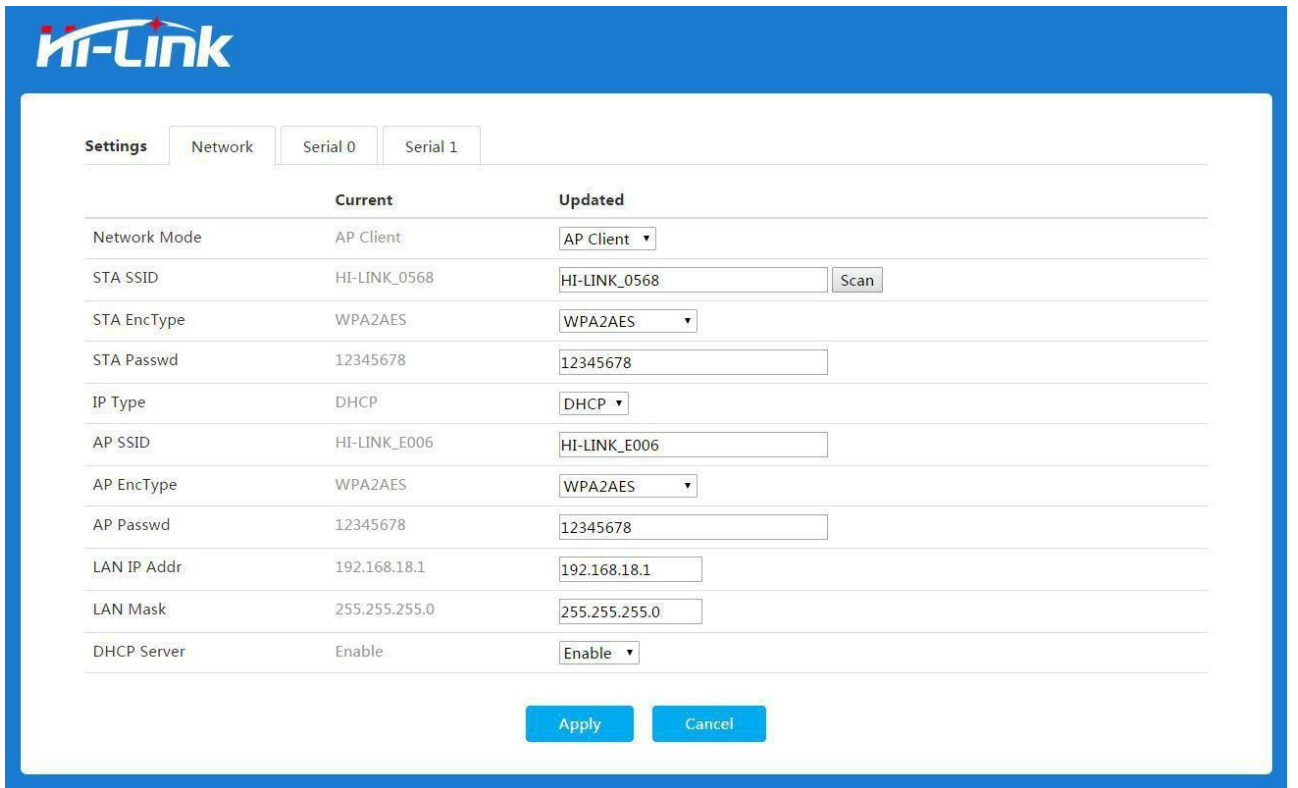 Hi-Link
Settings Network Serial 0 Serial 1
Current Updated
Network Mode AP Client AP Client
STA SSID HI-LINK_0568 HI-LINK_0568 Scan
STA EncType WPA2AES WPA2AES
STA Passwd 12345678 12345678
IP Type DHCP DHCP
AP SSID HI-LINK_E006 HI-LINK_E006
AP EncType WPA2AES WPA2AES
AP Passwd 12345678 12345678
LAN IP Addr 192.168.18.1 192.168.18.1
LAN Mask 255.255.255.0 255.255.255.0
DHCP Server Enable Enable
Apply Cancel